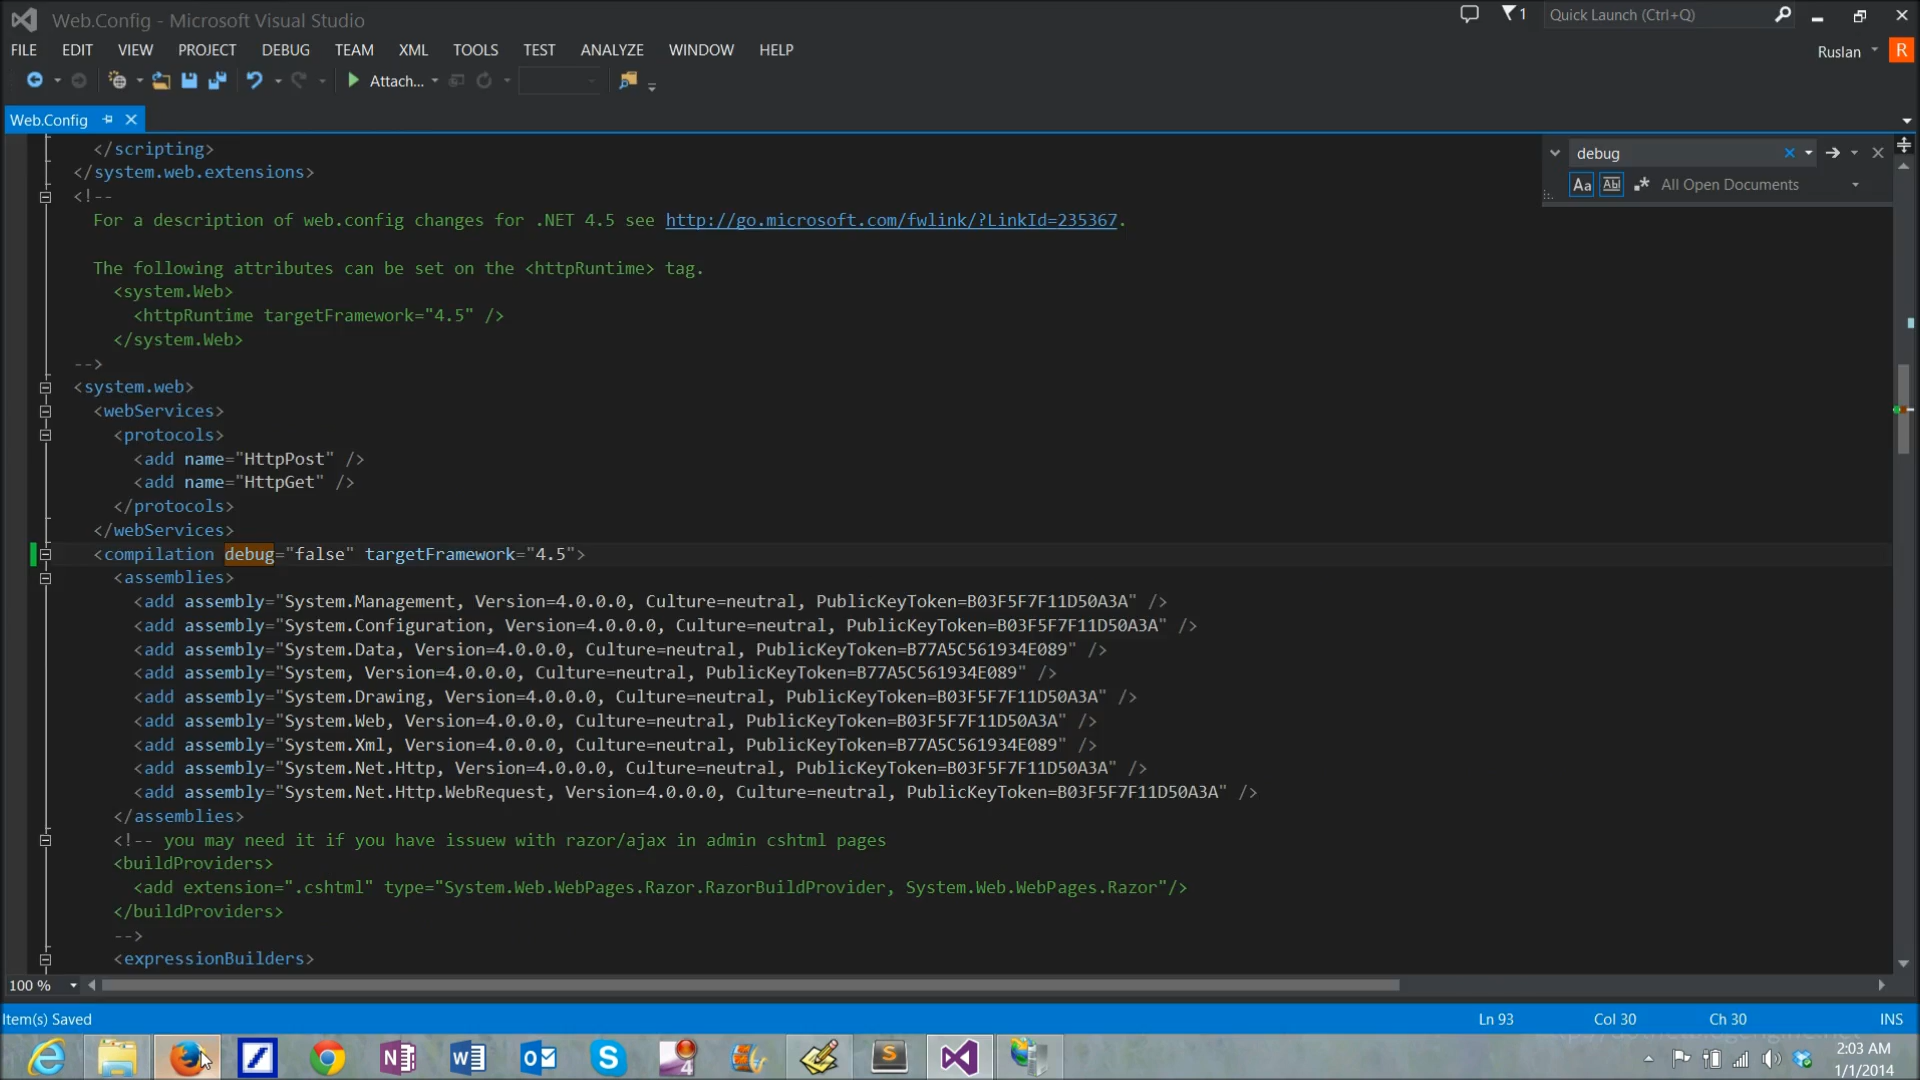 Web.Config - Microsoft Visual Studio
1
Quick Launch (Ctrl+Q)
FILE EDIT VIEW PROJECT DEBUG TEAM XML TOOLS TEST ANALYZE WINDOW HELP
Ruslan
R
Attach...
Web.Config
debug
Aa
Abl
All Open Documents
</scripting>
</system.web.extensions>
<!--
For a description of web.config changes for .NET 4.5 see http://go.microsoft.com/fwlink/?LinkId=235367.
The following attributes can be set on the <httpRuntime> tag.
<system.Web>
<httpRuntime targetFramework="4.5" />
</system.Web>
-->
<system.web>
<webServices>
<protocols>
<add name="HttpPost" />
<add name="HttpGet" />
</protocols>
</webServices>
<compilation debug="false" targetFramework="4.5">
<assemblies>
<add assembly="System.Management, Version=4.0.0.0, Culture=neutral, PublicKeyToken=B03F5F7F11D50A3A" />
<add assembly="System.Configuration, Version=4.0.0.0, Culture=neutral, PublicKeyToken=B03F5F7F11D50A3A" />
<add assembly="System.Data, Version=4.0.0.0, Culture=neutral, PublicKeyToken=B77A5C561934E089" />
<add assembly="System, Version=4.0.0.0, Culture=neutral, PublicKeyToken=B77A5C561934E089" />
<add assembly="System.Drawing, Version=4.0.0.0, Culture=neutral, PublicKeyToken=B03F5F7F11D50A3A" />
<add assembly="System.Web, Version=4.0.0.0, Culture=neutral, PublicKeyToken=B03F5F7F11D50A3A" />
<add assembly="System.Xml, Version=4.0.0.0, Culture=neutral, PublicKeyToken=B77A5C561934E089" />
<add assembly="System.Net.Http, Version=4.0.0.0, Culture=neutral, PublicKeyToken=B03F5F7F11D50A3A" />
<add assembly="System.Net.Http.WebRequest, Version=4.0.0.0, Culture=neutral, PublicKeyToken=B03F5F7F11D50A3A" />
</assemblies>
<!-- you may need it if you have issuew with razor/ajax in admin cshtml pages
<buildProviders>
<add extension=".cshtml" type="System.Web.WebPages.Razor.RazorBuildProvider, System.Web.WebPages.Razor"/>
</buildProviders>
-->
<expressionBuilders>
100 %
Item(s) Saved
Ln 93 Col 30 Ch 30 INS
2:03 AM
1/1/2014